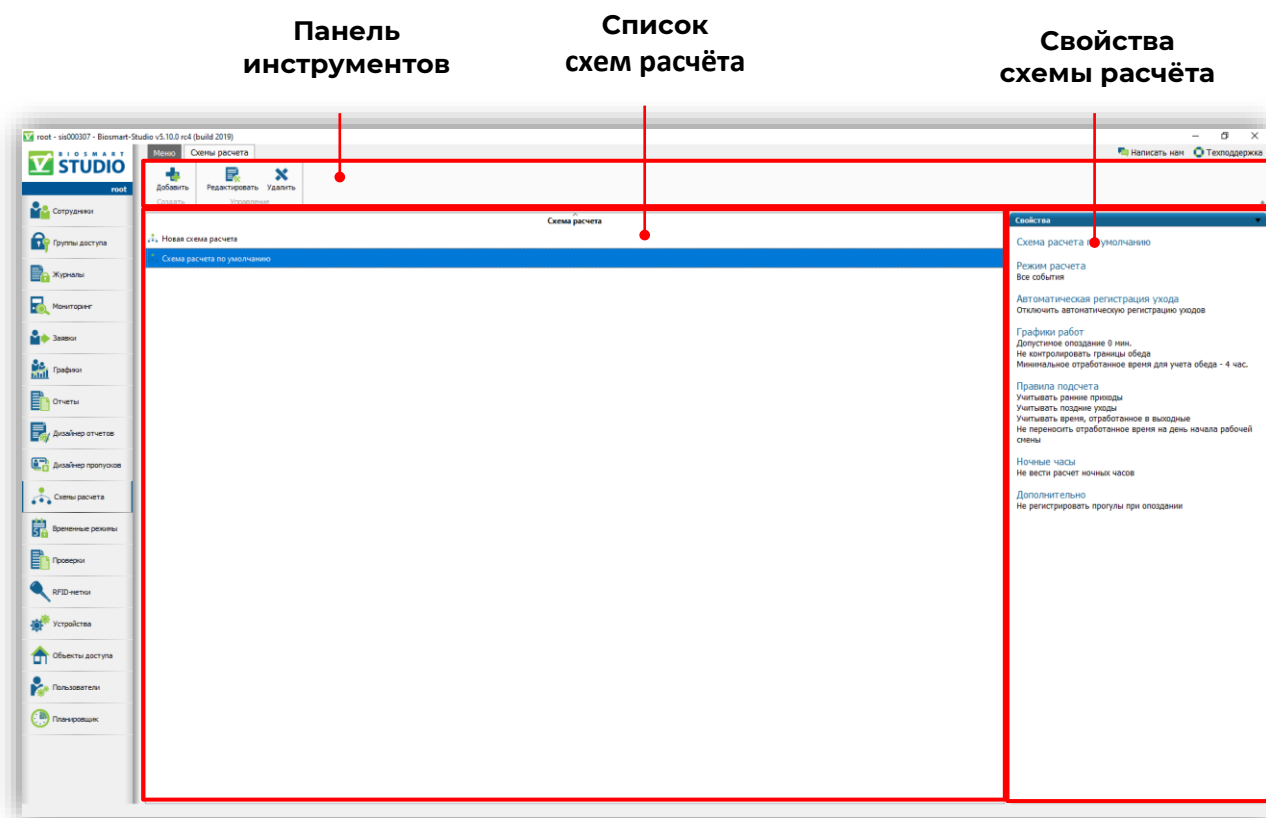 Панель
инструментов
Список
схем расчёта
Свойства
схемы расчёта
root - sis000307 - Biosmart-Studio v5.10.0 rc4 (build 2019)
BIOSMART
STUDIO
root
Меню Схемы расчета
Написать нам Техподдержка
Добавить Редактировать Удалить
Создать Управление
Сотрудники
Группы доступа
Журналы
Мониторинг
Заявки
Графики
Отчеты
Дизайнер отчетов
Дизайнер пропусков
Схемы расчета
Временные режимы
Проверки
RFID-метки
Устройства
Объекты доступа
Пользователи
Планировщик
Схема расчета
Новая схема расчета
Схема расчета по умолчанию
Свойства
Схема расчета по умолчанию
Режим расчета
Все события
Автоматическая регистрация ухода
Отключить автоматическую регистрацию уходов
Графики работ
Допустимое опоздание 0 мин.
Не контролировать границы обеда
Минимальное отработанное время для учета обеда - 4 час.
Правила подсчета
Учитывать ранние приходы
Учитывать поздние уходы
Учитывать время, отработанное в выходные
Не переносить отработанное время на день начала рабочей
смены
Ночные часы
Не вести расчет ночных часов
Дополнительно
Не регистрировать прогулы при опоздании